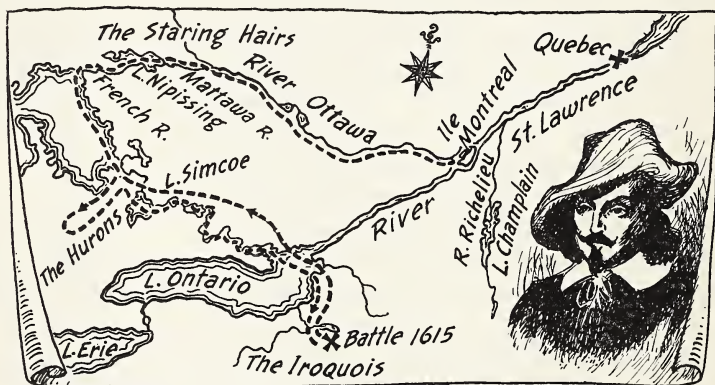 The Staring Hairs
Quebec
River Ottawa
L. Nipissing
Mattawa R.
French R.
Ile
Montreal
St. Lawrence
L. Simcoe
R. Richelieu
L. Champlain
The Hurons
River
L. Ontario
L. Erie
Battle 1615
The Iroquois